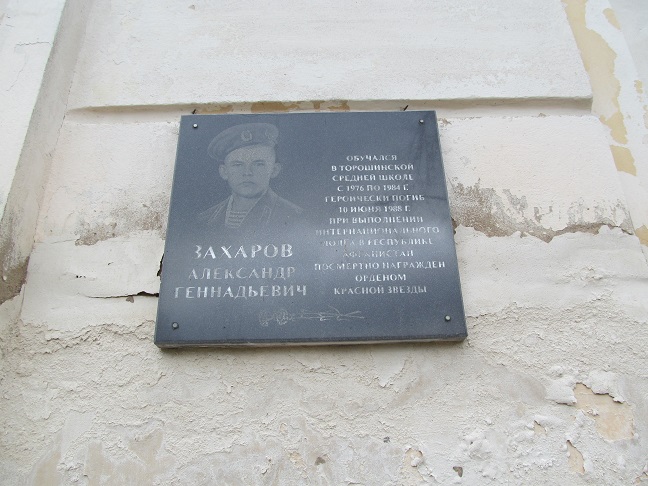 ЗАХАРОВ
АЛЕКСАНДР
ГЕННАДЬЕВИЧ
ОБУЧАЛСЯ
В ТОРОШИНСКОЙ
СРЕДНЕЙ ШКОЛЕ
С 1976 ПО 1984 Г.
ГЕРОИЧЕСКИ ПОГИБ
10 ИЮНЯ 1988 Г.
ПРИ ВЫПОЛНЕНИИ
ИНТЕРНАЦИОНАЛЬНОГО
ДОЛГА В РЕСПУБЛИКЕ
АФГАНИСТАН
ПОСМЕРТНО НАГРАЖДЕН
ОРДЕНОМ
КРАСНОЙ ЗВЕЗДЫ